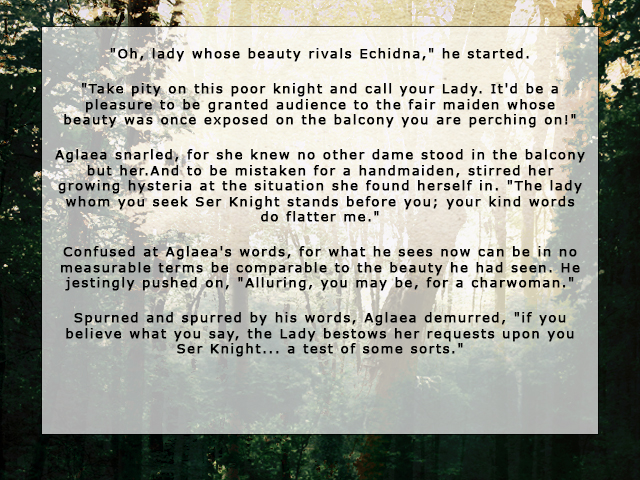 "Oh, lady whose beauty rivals Echidna," he started.
"Take pity on this poor knight and call your Lady. It'd be a
pleasure to be granted audience to the fair maiden whose
beauty was once exposed on the balcony you are perching on!"
Aglaea snarled, for she knew no other dame stood in the balcony
but her.And to be mistaken for a handmaiden, stirred her
growing hysteria at the situation she found herself in. "The lady
whom you seek Ser Knight stands before you; your kind words
do flatter me."
Confused at Aglaea's words, for what he sees now can be in no
measurable terms be comparable to the beauty he had seen. He
jestingly pushed on, "Alluring, you may be, for a charwoman."
Spurned and spurred by his words, Aglaea demurred, "if you
believe what you say, the Lady bestows her requests upon you
Ser Knight... a test of some sorts."